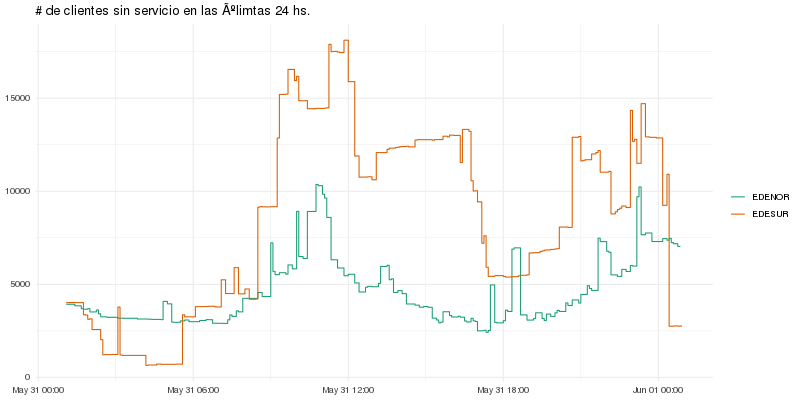 # de clientes sin servicio en las Ãºlimtas 24 hs.
15000
10000
5000
0
May 31 00:00
May 31 06:00
May 31 12:00
May 31 18:00
Jun 01 00:00
EDENOR
EDESUR